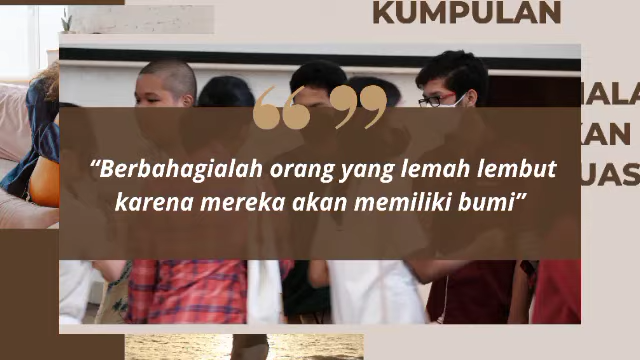 KUMPULAN
“Berbahagialah orang yang lemah lembut
karena mereka akan memiliki bumi”